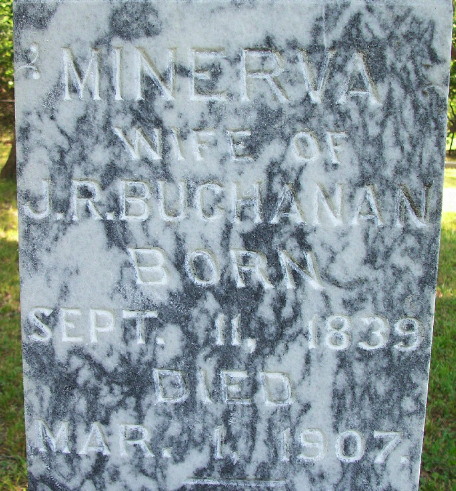 MINERVA
WIFE OF
J.R.BUCHANAN
BORN
SEPT. 11, 1839
DIED
MAR. 1, 1907.